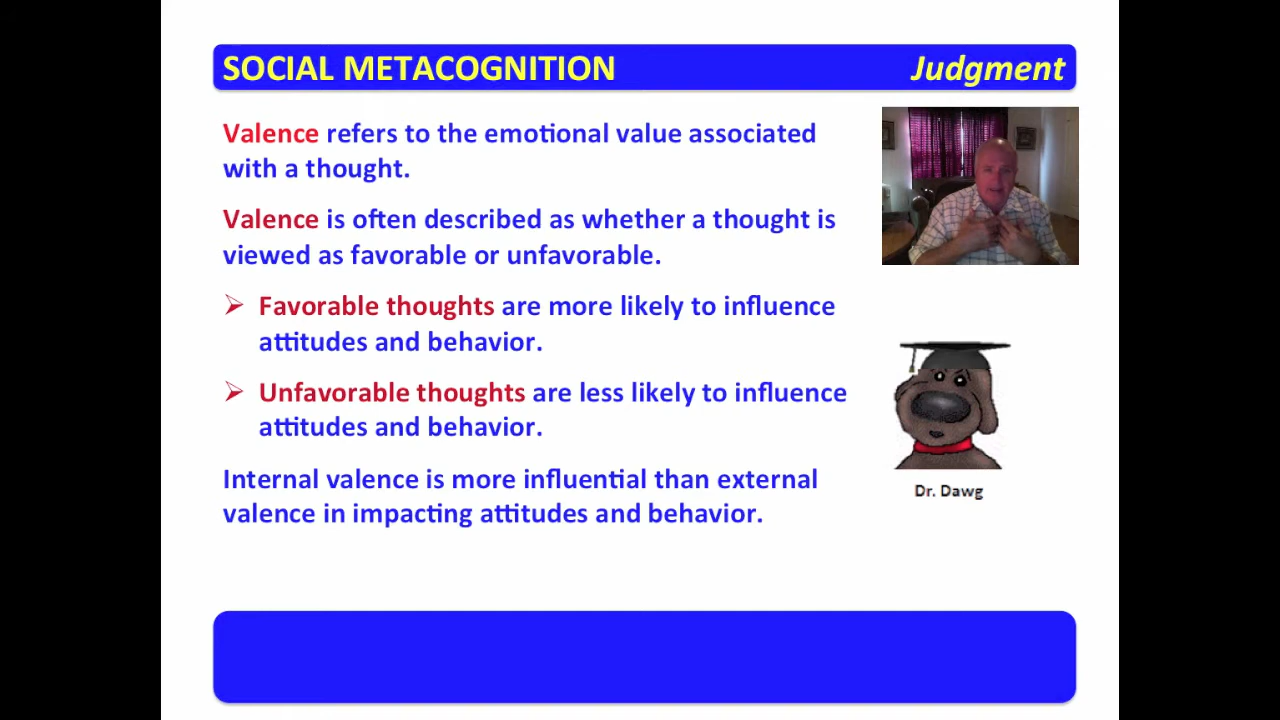 SOCIAL METACOGNITION Judgment
Valence refers to the emotional value associated
with a thought.
Valence is often described as whether a thought is
viewed as favorable or unfavorable.
➢ Favorable thoughts are more likely to influence
attitudes and behavior.
➢ Unfavorable thoughts are less likely to influence
attitudes and behavior.
Internal valence is more influential than external
valence in impacting attitudes and behavior.
Dr. Dawg